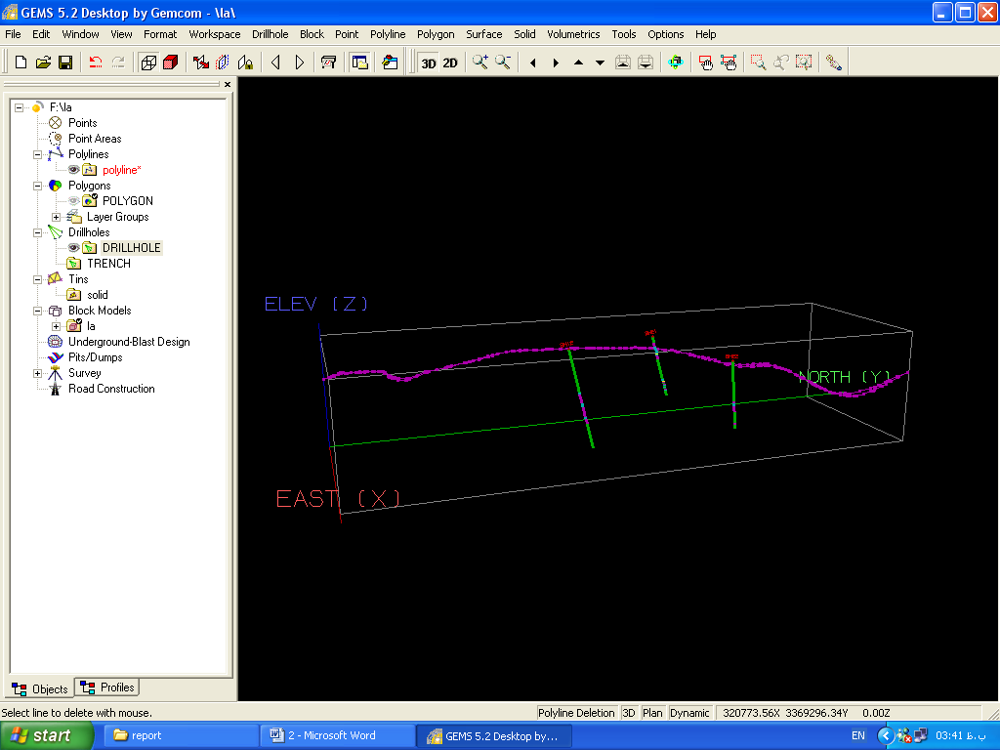 GEMS 5.2 Desktop by Gemcom - \la\
File Edit Window View Format Workspace Drillhole Block Point Polyline Polygon Surface Solid Volumetrics Tools Options Help
3D 2D
F:\la
Points
Point Areas
Polylines
polyline*
Polygons
POLYGON
Layer Groups
Drillholes
DRILLHOLE
TRENCH
Tins
solid
Block Models
la
Underground-Blast Design
Pits/Dumps
Survey
Road Construction
ELEV (Z)
NORTH (Y)
EAST (X)
Objects Profiles
Select line to delete with mouse. Polyline Deletion 3D Plan Dynamic 320773.56X 3369296.34Y 0.00Z
start report 2 - Microsoft Word GEMS 5.2 Desktop by... EN 03:41 ب.ظ